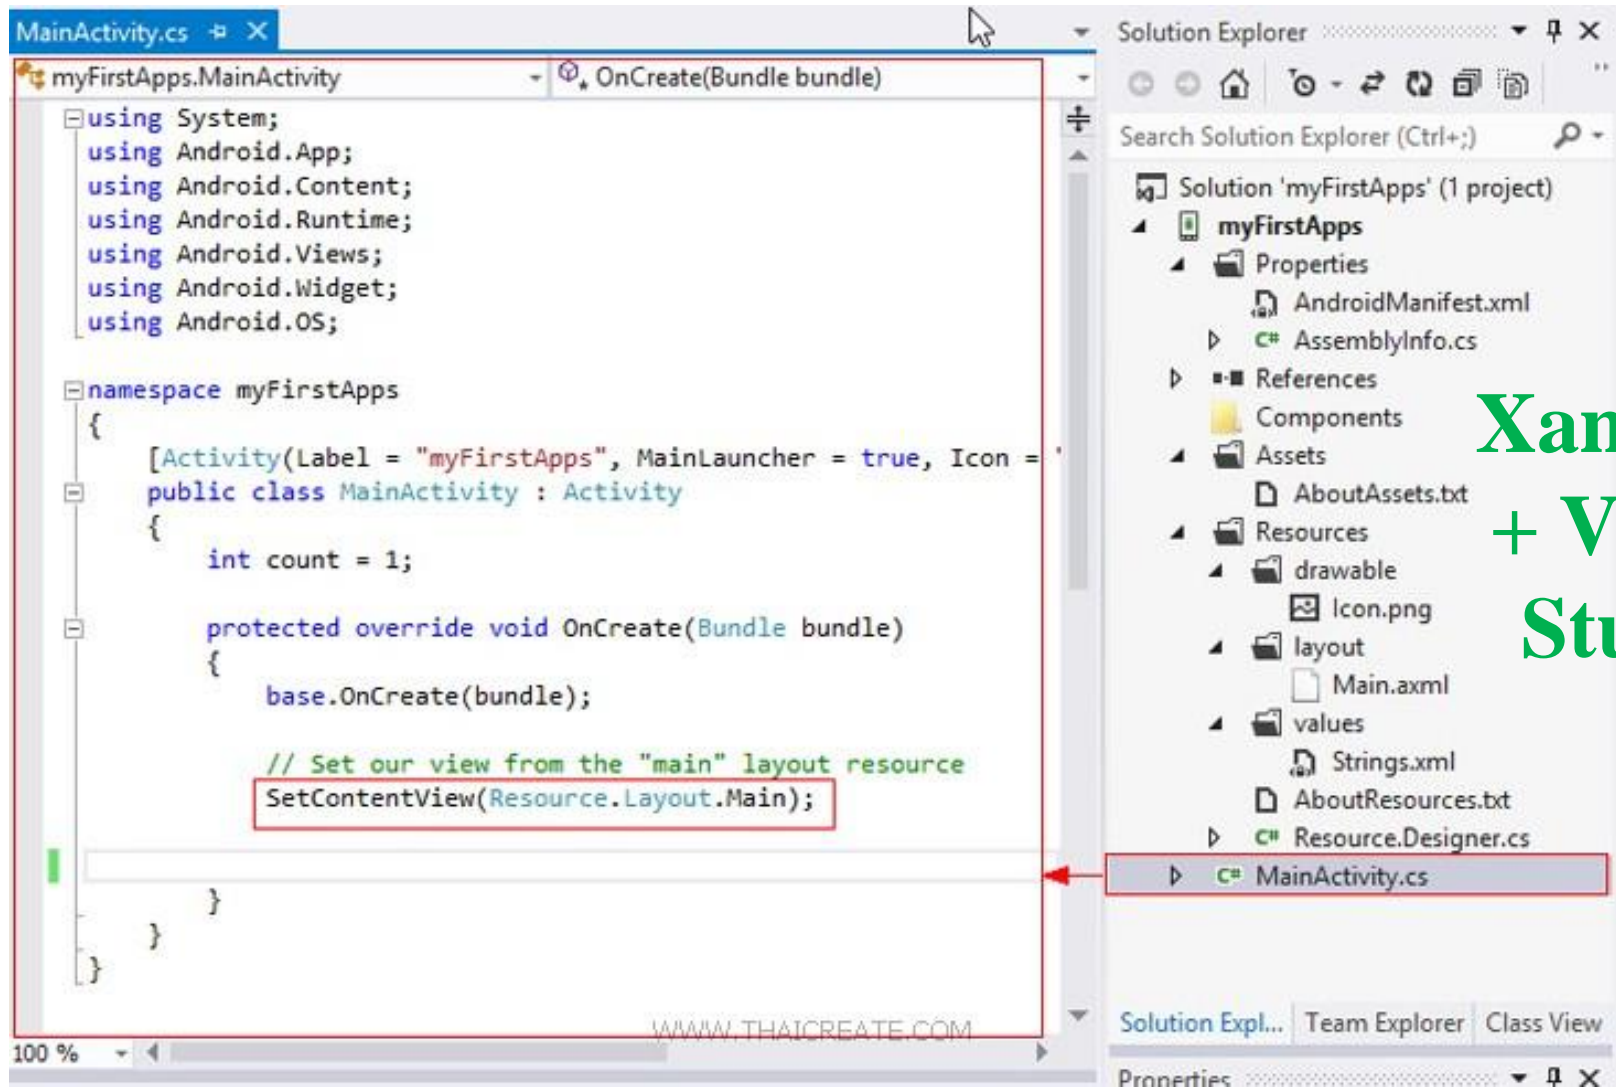 MainActivity.cs
myFirstApps.MainActivity
OnCreate(Bundle bundle)
using System;
using Android.App;
using Android.Content;
using Android.Runtime;
using Android.Views;
using Android.Widget;
using Android.OS;
namespace myFirstApps
{
[Activity(Label = "myFirstApps", MainLauncher = true, Icon = "
public class MainActivity : Activity
{
int count = 1;
protected override void OnCreate(Bundle bundle)
{
base.OnCreate(bundle);
// Set our view from the "main" layout resource
SetContentView(Resource.Layout.Main);
}
}
}
WWW.THAICREATE.COM
100 %
Solution Explorer
Search Solution Explorer (Ctrl+;)
Solution 'myFirstApps' (1 project)
myFirstApps
Properties
AndroidManifest.xml
C# AssemblyInfo.cs
References
Components
Assets
AboutAssets.txt
Resources
drawable
Icon.png
layout
Main.axml
values
Strings.xml
AboutResources.txt
C# Resource.Designer.cs
C# MainActivity.cs
Solution Expl... Team Explorer Class View
Properties
+ V